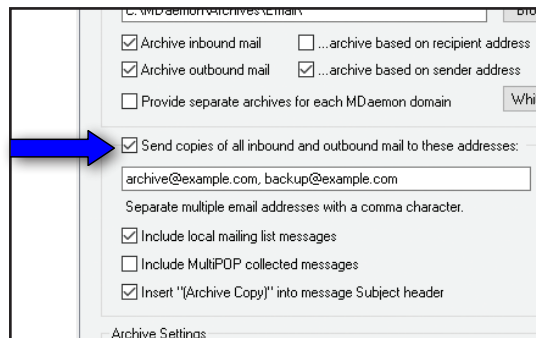 C:\MDaemon\Archives\Email\
Archive inbound mail ...archive based on recipient address
Archive outbound mail ...archive based on sender address
Provide separate archives for each MDaemon domain
Send copies of all inbound and outbound mail to these addresses:
archive@example.com, backup@example.com
Separate multiple email addresses with a comma character.
Include local mailing list messages
Include MultiPOP collected messages
Insert "(Archive Copy)" into message Subject header
Archive Settings